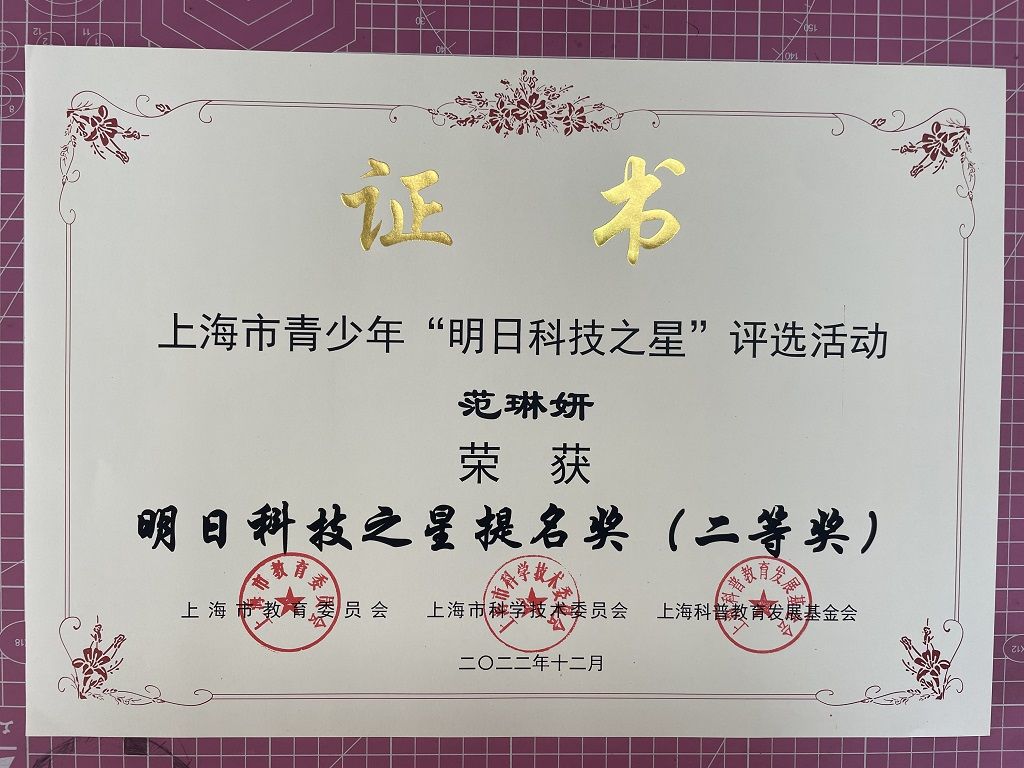 证 书
上海市青少年“明日科技之星”评选活动
范琳妍
荣 获
明日科技之星提名奖（二等奖）
上海市教育委员会 上海市科学技术委员会 上海科普教育发展基金会
二〇二二年十二月